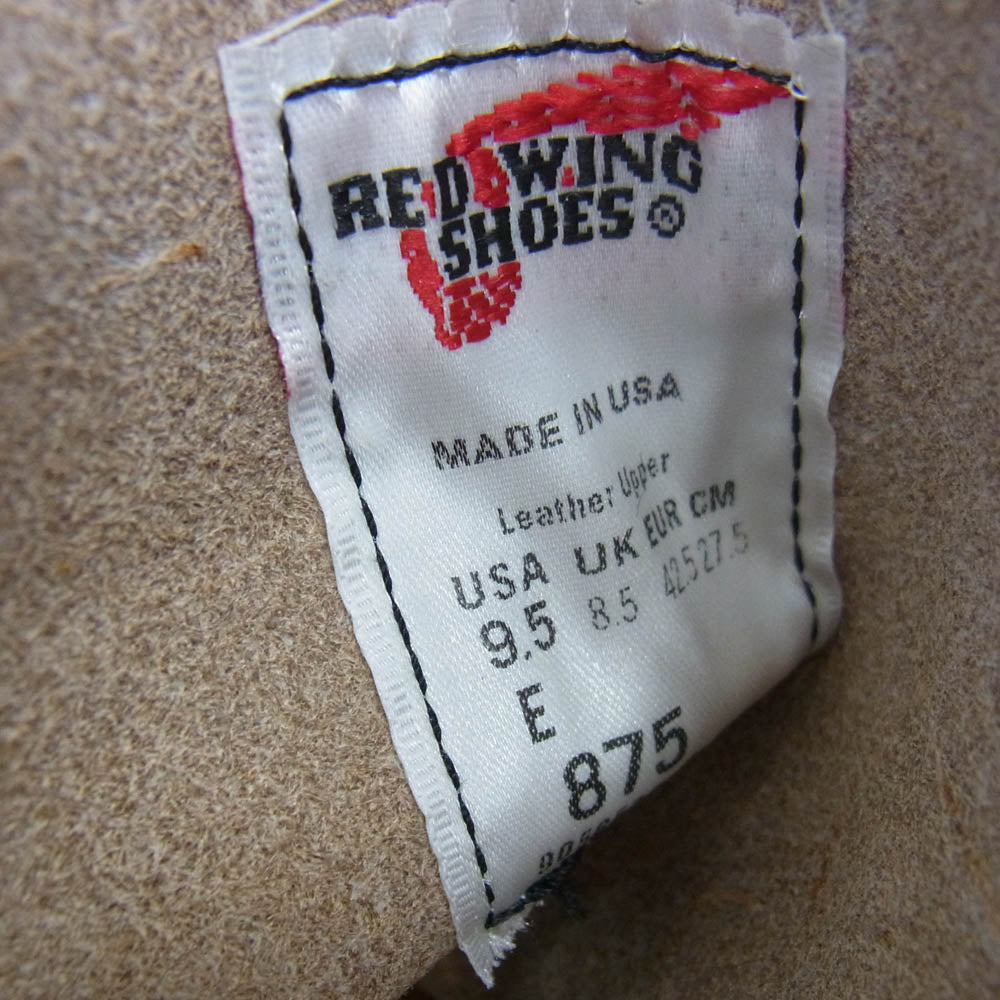 RED WING
SHOES ®
MADE IN USA
Leather Upper
USA UK EUR CM
9.5 8.5 42.5 27.5
E
875